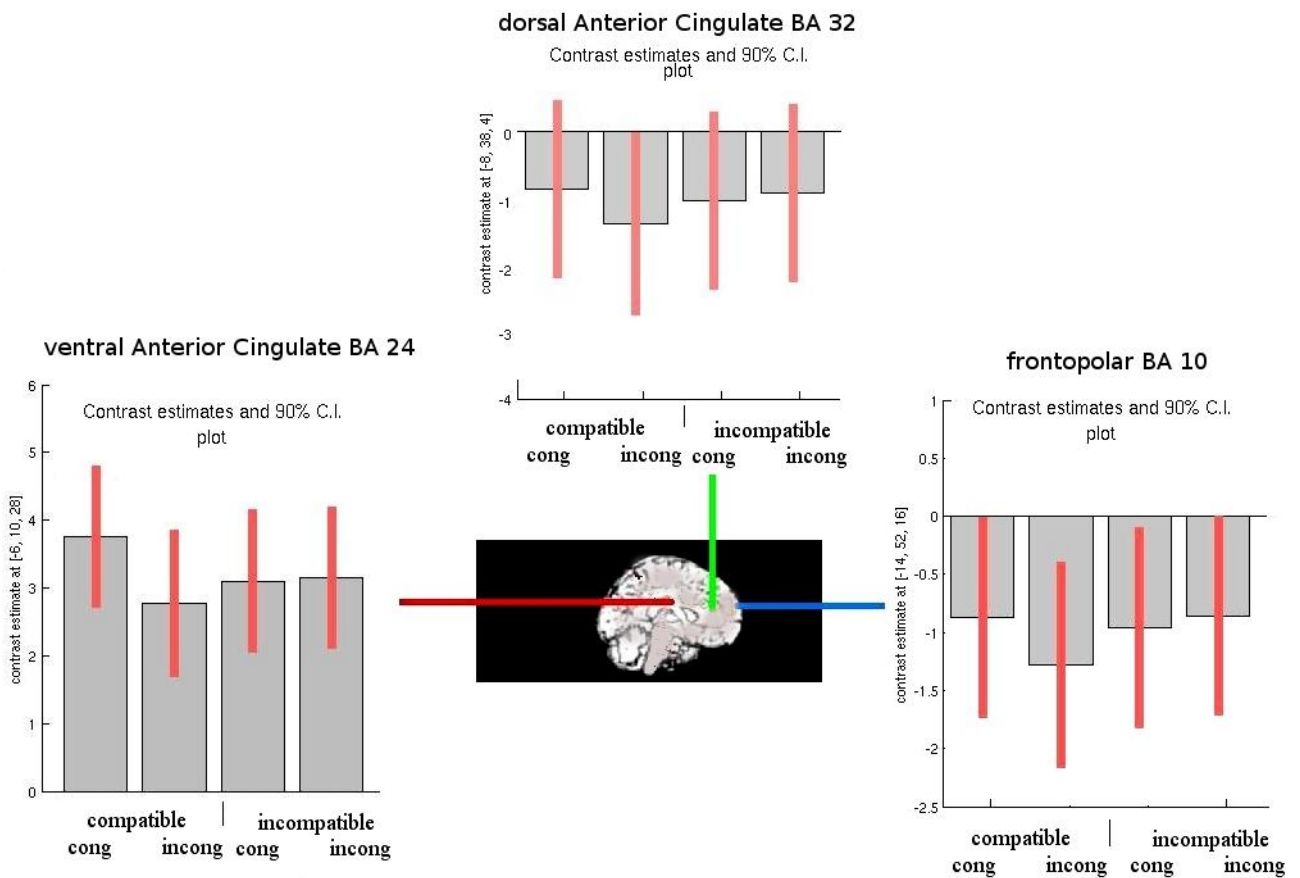 dorsal Anterior Cingulate BA 32
Contrast estimates and 90% C.I.
plot
contrast estimate at [-8, 38, 4]
0
-1
-2
-3
-4
compatible | incompatible
cong incong cong incong
ventral Anterior Cingulate BA 24
Contrast estimates and 90% C.I.
plot
contrast estimate at [-6, 10, 28]
6
5
4
3
2
1
0
compatible | incompatible
cong incong cong incong
frontopolar BA 10
Contrast estimates and 90% C.I.
plot
contrast estimate at [-14, 52, 16]
1
0.5
0
-0.5
-1
-1.5
-2
-2.5
compatible | incompatible
cong incong cong incong